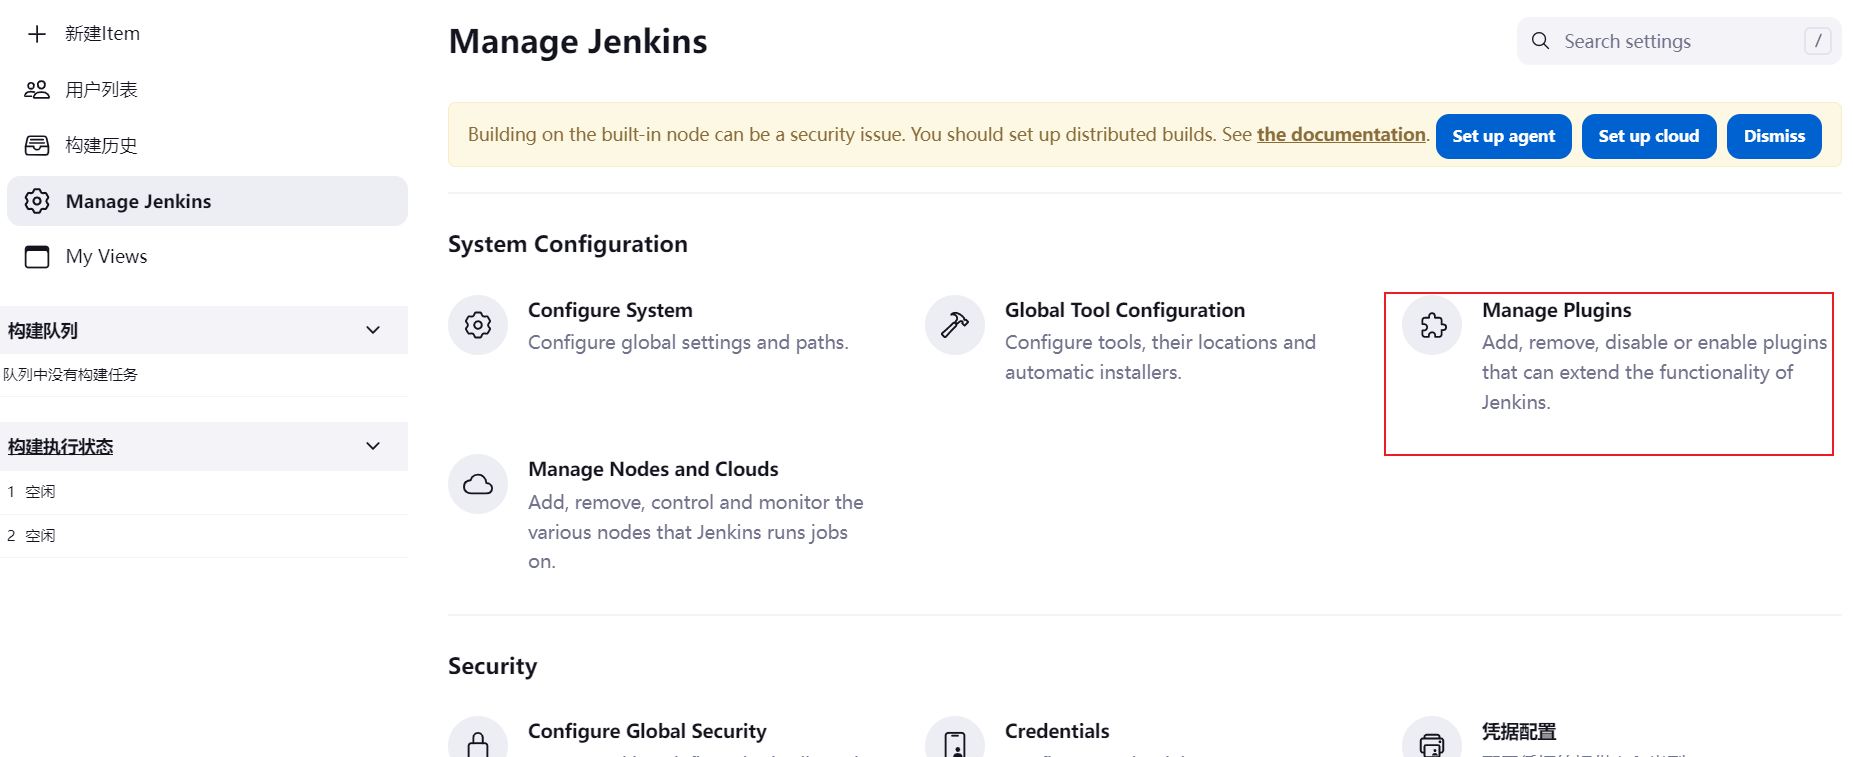 新建Item
用户列表
构建历史
Manage Jenkins
My Views
构建队列
队列中没有构建任务
构建执行状态
1 空闲
2 空闲
Manage Jenkins
Search settings
/
Building on the built-in node can be a security issue. You should set up distributed builds. See the documentation.
Set up agent
Set up cloud
Dismiss
System Configuration
Configure System
Configure global settings and paths.
Global Tool Configuration
Configure tools, their locations and
automatic installers.
Manage Plugins
Add, remove, disable or enable plugins
that can extend the functionality of
Jenkins.
Manage Nodes and Clouds
Add, remove, control and monitor the
various nodes that Jenkins runs jobs
on.
Security
Configure Global Security
Credentials
凭据配置